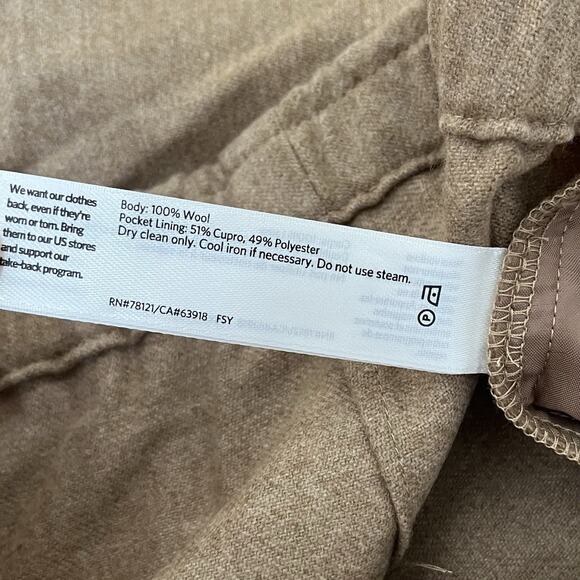 We want our clothes
back, even if they're
worn or torn. Bring
them to our US stores
and support our
take-back program.
Body: 100% Wool
Pocket Lining: 51% Cupro, 49% Polyester
Dry clean only. Cool iron if necessary. Do not use steam.
RN#78121/CA#63918 FSY
P